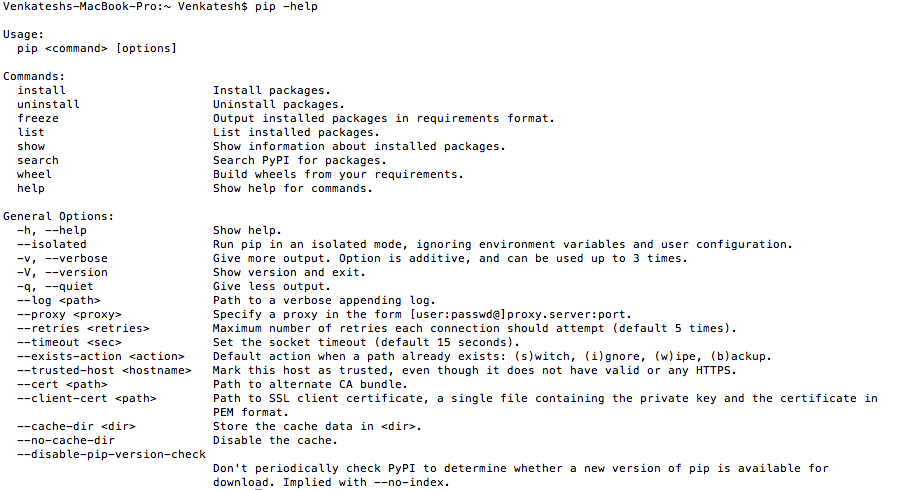 Venkateshs-MacBook-Pro:~ Venkatesh$ pip -help
Usage:
pip <command> [options]
Commands:
install Install packages.
uninstall Uninstall packages.
freeze Output installed packages in requirements format.
list List installed packages.
show Show information about installed packages.
search Search PyPI for packages.
wheel Build wheels from your requirements.
help Show help for commands.
General Options:
-h, --help Show help.
--isolated Run pip in an isolated mode, ignoring environment variables and user configuration.
-v, --verbose Give more output. Option is additive, and can be used up to 3 times.
-V, --version Show version and exit.
-q, --quiet Give less output.
--log <path> Path to a verbose appending log.
--proxy <proxy> Specify a proxy in the form [user:passwd@]proxy.server:port.
--retries <retries> Maximum number of retries each connection should attempt (default 5 times).
--timeout <sec> Set the socket timeout (default 15 seconds).
--exists-action <action> Default action when a path already exists: (s)witch, (i)gnore, (w)ipe, (b)ackup.
--trusted-host <hostname> Mark this host as trusted, even though it does not have valid or any HTTPS.
--cert <path> Path to alternate CA bundle.
--client-cert <path> Path to SSL client certificate, a single file containing the private key and the certificate in
PEM format.
--cache-dir <dir> Store the cache data in <dir>.
--no-cache-dir Disable the cache.
--disable-pip-version-check
Don't periodically check PyPI to determine whether a new version of pip is available for
download. Implied with --no-index.